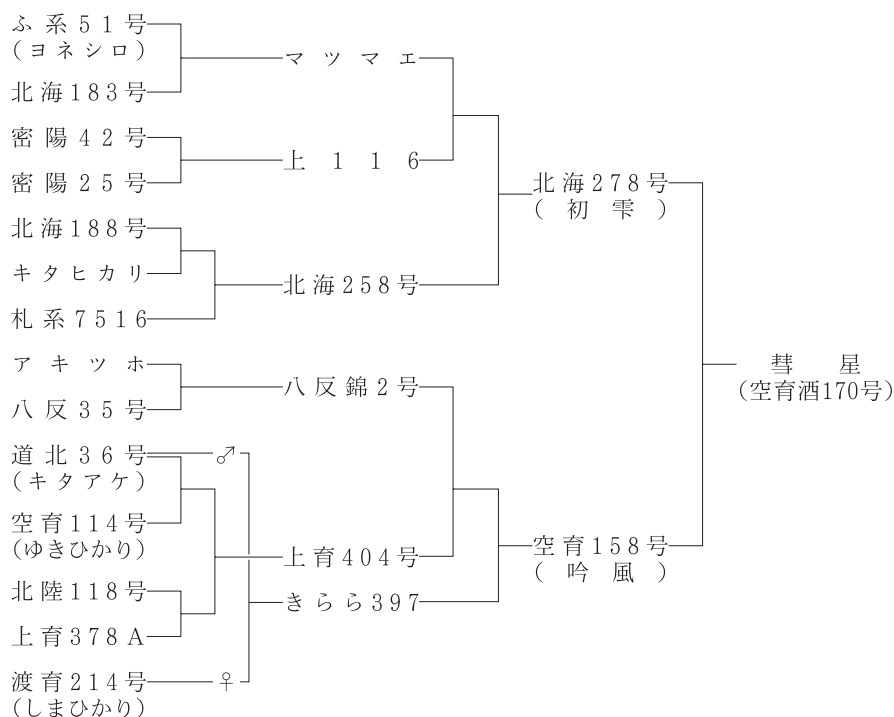 ふ系51号
(ヨネシロ)
マツマエ
北海183号
密陽42号
上116
密陽25号
北海278号
(初雫)
北海188号
キタヒカリ
北海258号
札系7516
アキツホ
八反錦2号
八反35号
彗星
(空育酒170号)
道北36号
♂
(キタアケ)
空育114号
(ゆきひかり)
上育404号
空育158号
(吟風)
北陸118号
きらら397
上育378A
渡育214号
♀
(しまひかり)